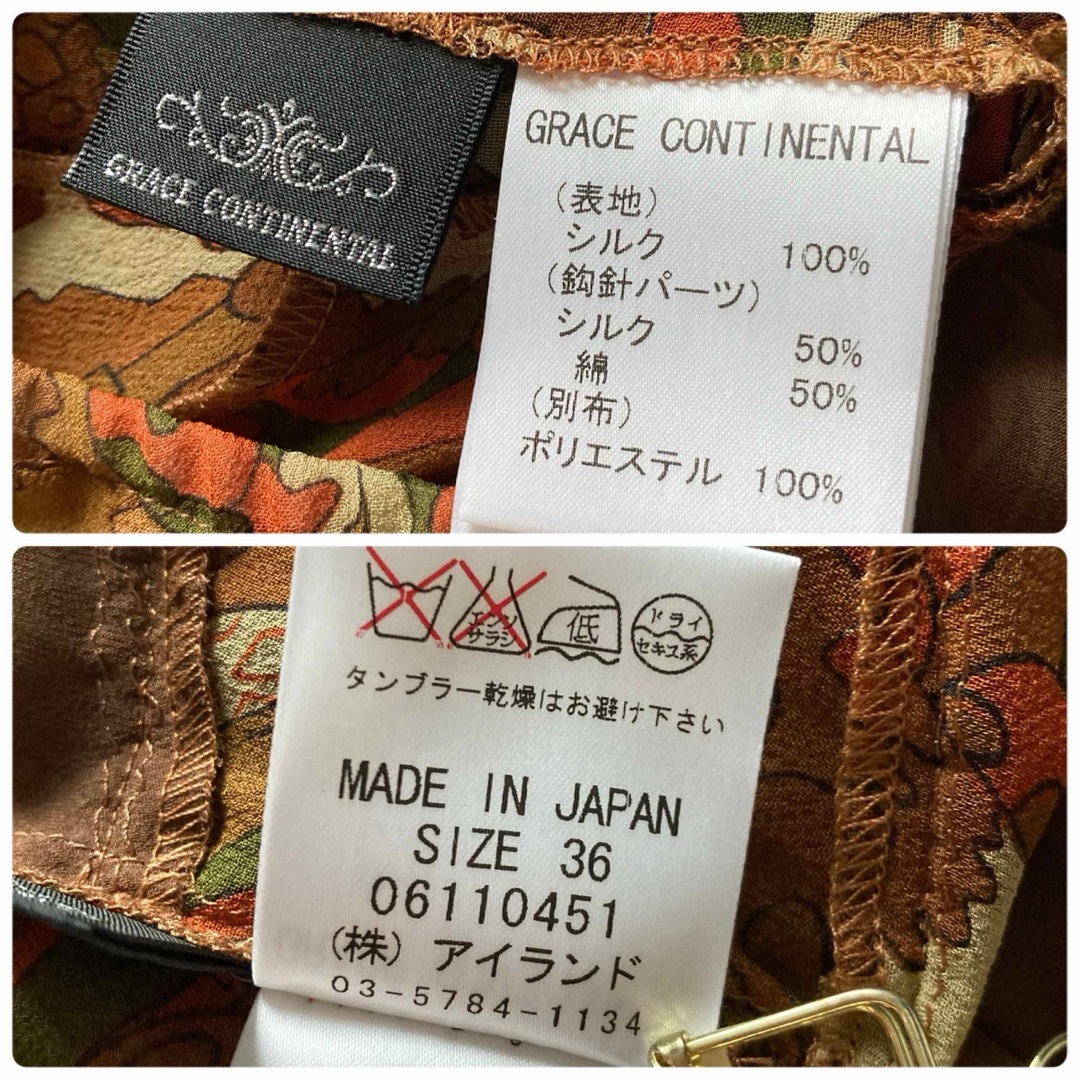 GRACE CONTINENTAL
GRACE CONTINENTAL
(表地)
シルク 100%
(鈎針パーツ)
シルク 50%
綿 50%
(別布)
ポリエステル 100%
エンソ
サラシ
低
ドライ
セキユ系
タンブラー乾燥はお避け下さい
MADE IN JAPAN
SIZE 36
06110451
(株) アイランド
03-5784-1134